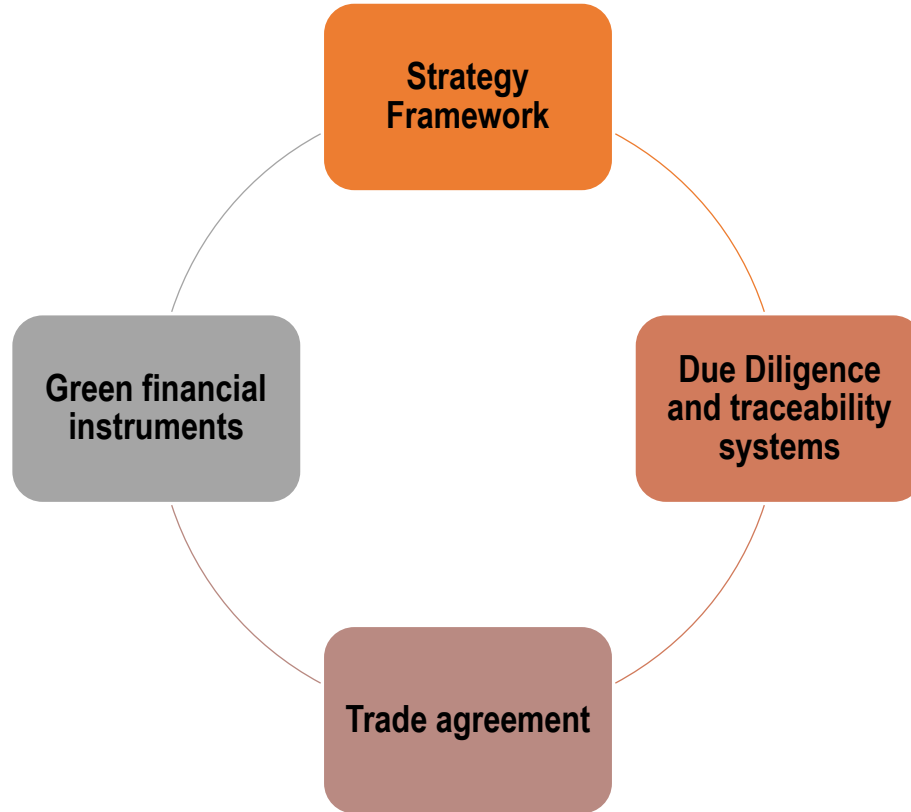 Strategy
Framework
Due Diligence
and traceability
systems
Trade agreement
Green financial
instruments